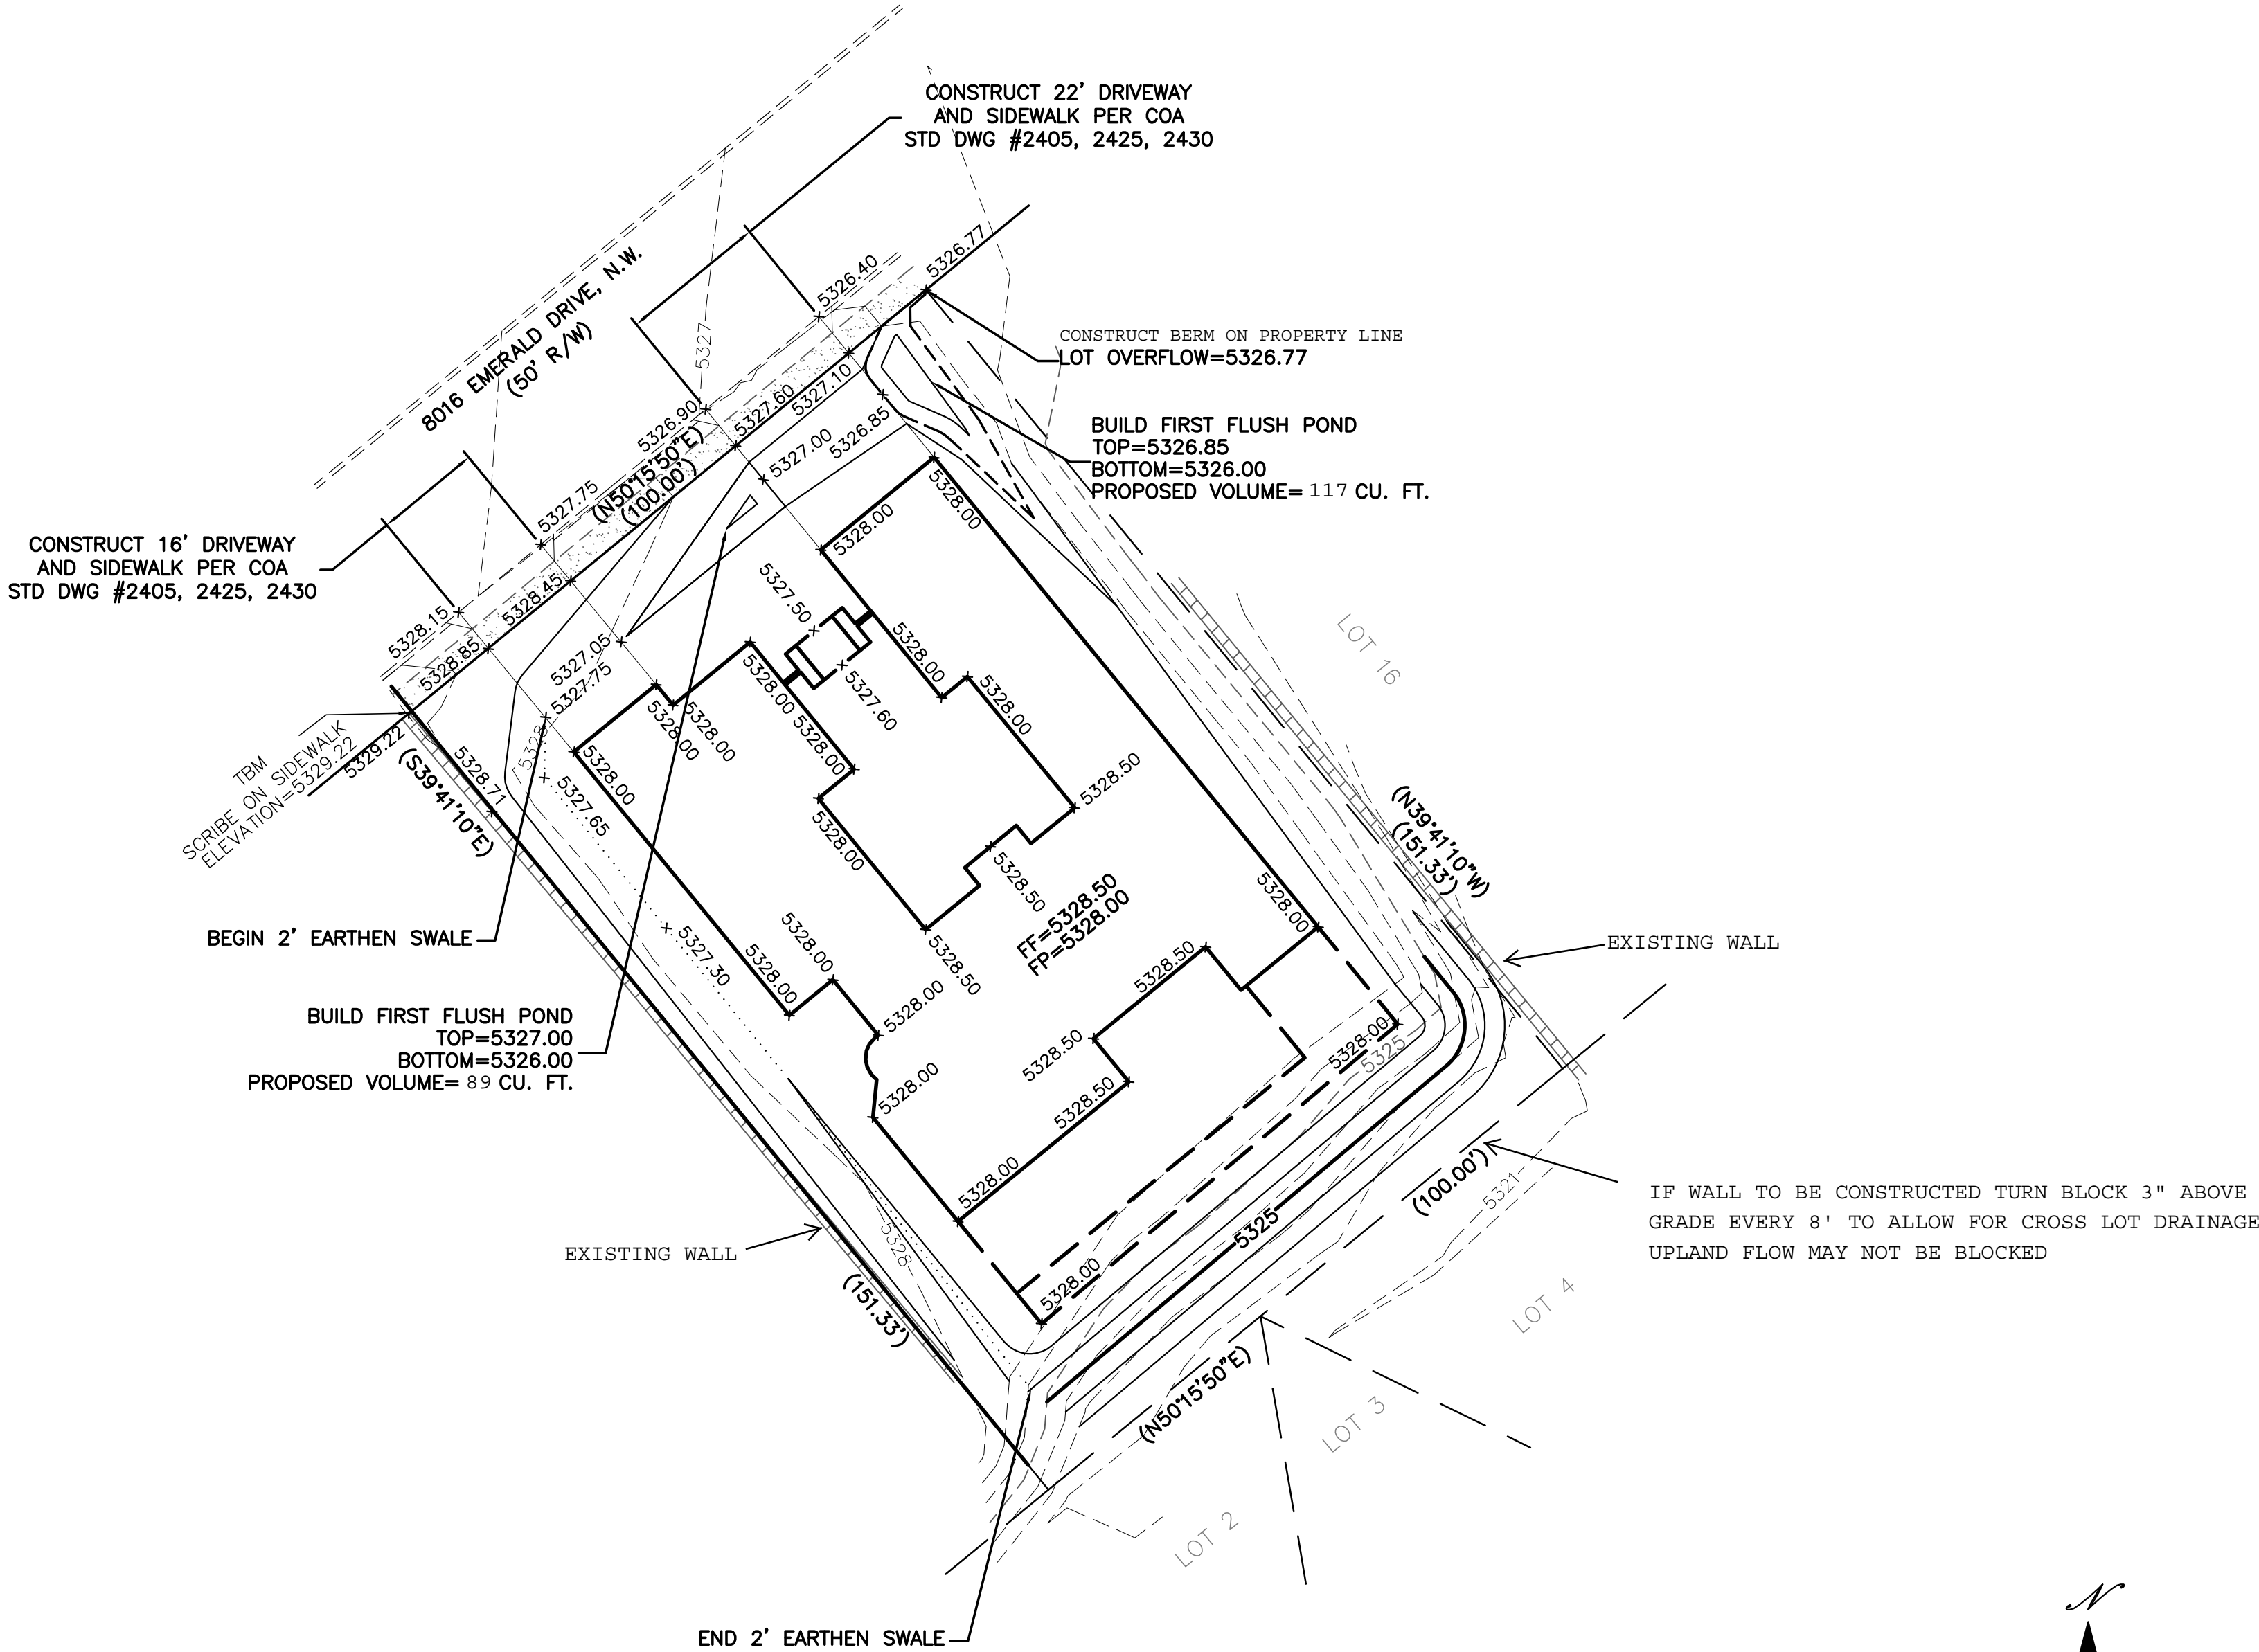 CONSTRUCT 22' DRIVEWAY
AND SIDEWALK PER COA
STD DWG #2405, 2425, 2430
8016 EMERALD DRIVE, N.W.
(50' R/W)
5327
5326.40
5326.77
CONSTRUCT BERM ON PROPERTY LINE
LOT OVERFLOW=5326.77
BUILD FIRST FLUSH POND
TOP=5326.85
BOTTOM=5326.00
PROPOSED VOLUME= 117 CU. FT.
5326.90
5327.60
5327.10
(N50°15'50"E)
(100.00')
5327.00
5326.85
5327.75
CONSTRUCT 16' DRIVEWAY
AND SIDEWALK PER COA
STD DWG #2405, 2425, 2430
5328.15
5328.45
5328.85
5328.00
5328.00
5327.50
5327.60
5328.00
5328.00
5327.05
5327.75
5328
5328.00
5328.00
5328.00
5328.00
5328.00
5328.00
TBM
SCRIBE ON SIDEWALK
ELEVATION=5329.22
5329.22
(S39°41'10"E)
5328.71
5327.65
5328.50
5328.50
LOT 16
(N39°41'10"W)
(151.33')
EXISTING WALL
BEGIN 2' EARTHEN SWALE
5327.30
5328.00
5328.00
5328.50
FF=5328.50
FP=5328.00
5328.50
5328.00
BUILD FIRST FLUSH POND
TOP=5327.00
BOTTOM=5326.00
PROPOSED VOLUME= 89 CU. FT.
5328.00
5328.00
5328.50
5328.50
5328.00
5325
5328.00
5328.00
5325
(100.00')
5321
IF WALL TO BE CONSTRUCTED TURN BLOCK 3" ABOVE
GRADE EVERY 8' TO ALLOW FOR CROSS LOT DRAINAGE
UPLAND FLOW MAY NOT BE BLOCKED
EXISTING WALL
5328
(151.33')
(N50°15'50"E)
LOT 4
LOT 3
LOT 2
END 2' EARTHEN SWALE
N